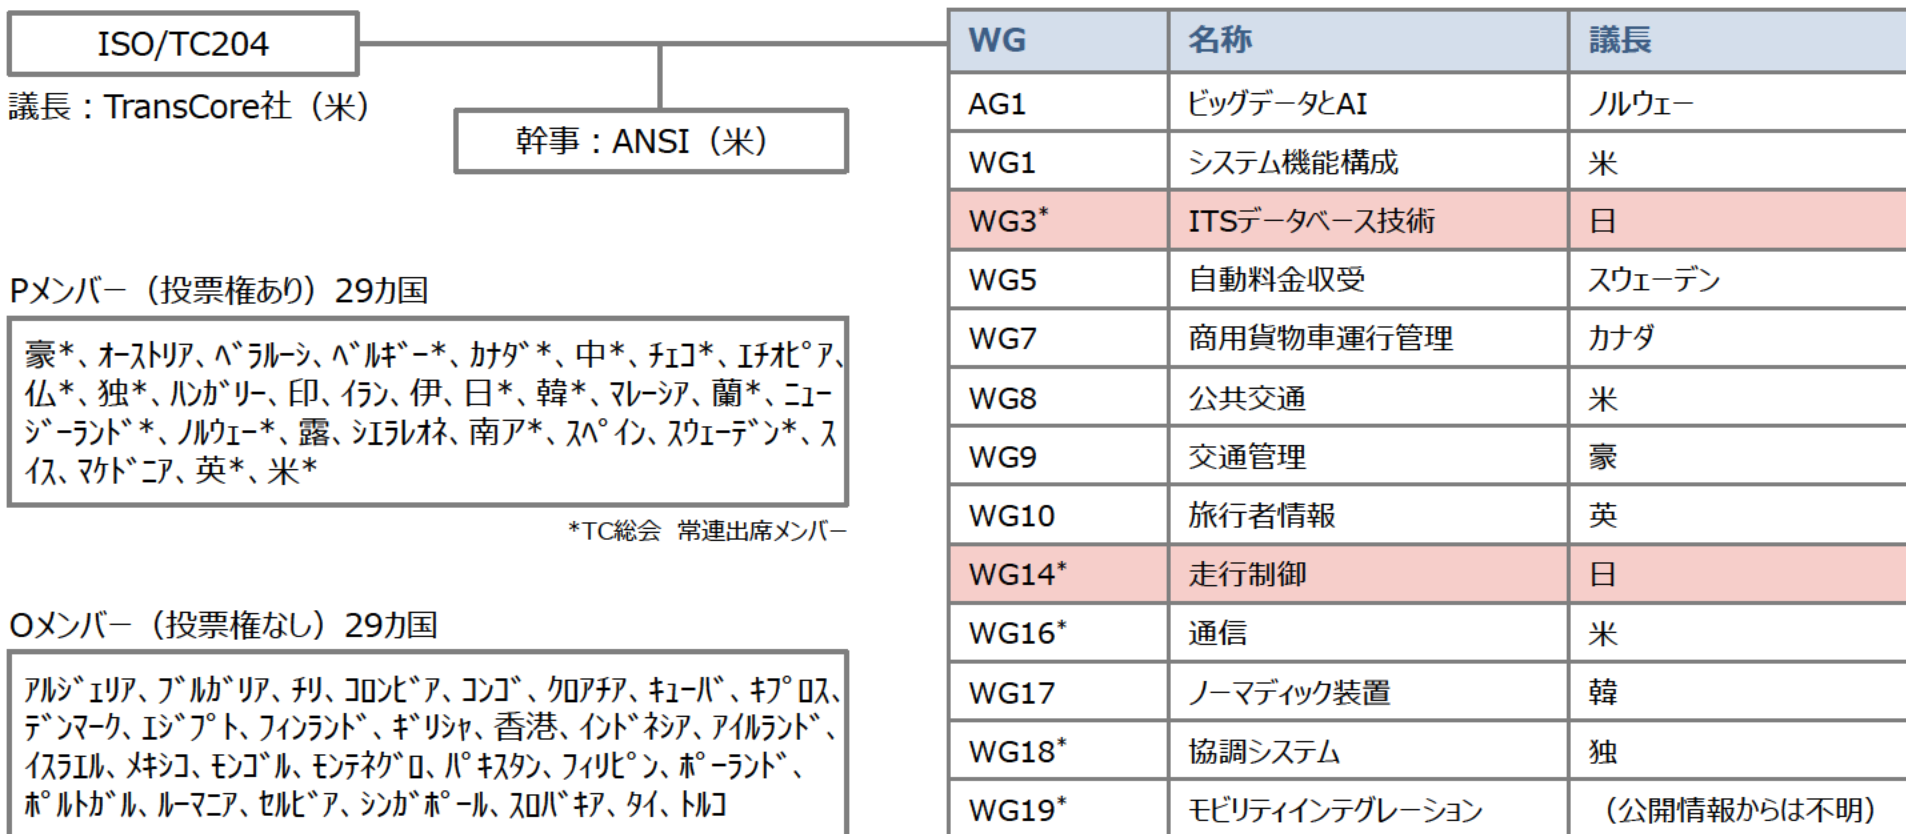 ISO/TC204
議長：TransCore社（米）
幹事：ANSI（米）
Pメンバー（投票権あり）29カ国
豪*、ｵｰｽﾄﾘｱ、ﾍﾞﾗﾙｰｼ、ﾍﾞﾙｷﾞｰ*、ｶﾅﾀﾞ*、中*、ﾁｪｺ*、ｴﾁｵﾋﾟｱ、
仏*、独*、ﾊﾝｶﾞﾘｰ、印、ｲﾗﾝ、伊、日*、韓*、ﾏﾚｰｼｱ、蘭*、ﾆｭｰ
ｼﾞｰﾗﾝﾄﾞ*、ﾉﾙｳｪｰ*、露、ｼｴﾗﾚｵﾈ、南ア*、ｽﾍﾟｲﾝ、ｽｳｪｰﾃﾞﾝ*、ｽ
ｲｽ、ﾏｹﾄﾞﾆｱ、英*、米*
*TC総会　常連出席メンバー
Oメンバー（投票権なし）29カ国
ｱﾙｼﾞｪﾘｱ、ﾌﾞﾙｶﾞﾘｱ、ﾁﾘ、ｺﾛﾝﾋﾞｱ、ｺﾝｺﾞ、ｸﾛｱﾁｱ、ｷｭｰﾊﾞ、ｷﾌﾟﾛｽ、
ﾃﾞﾝﾏｰｸ、ｴｼﾞﾌﾟﾄ、ﾌｨﾝﾗﾝﾄﾞ、ｷﾞﾘｼｬ、香港、ｲﾝﾄﾞﾈｼｱ、ｱｲﾙﾗﾝﾄﾞ、
ｲｽﾗｴﾙ、ﾒｷｼｺ、ﾓﾝｺﾞﾙ、ﾓﾝﾃﾈｸﾞﾛ、ﾊﾟｷｽﾀﾝ、ﾌｨﾘﾋﾟﾝ、ﾎﾟｰﾗﾝﾄﾞ、
ﾎﾟﾙﾄｶﾞﾙ、ﾙｰﾏﾆｱ、ｾﾙﾋﾞｱ、ｼﾝｶﾞﾎﾟｰﾙ、ｽﾛﾊﾞｷｱ、ﾀｲ、ﾄﾙｺ
WG 名称 議長
AG1 ビッグデータとAI ノルウェー
WG1 システム機能構成 米
WG3* ITSデータベース技術 日
WG5 自動料金収受 スウェーデン
WG7 商用貨物車運行管理 カナダ
WG8 公共交通 米
WG9 交通管理 豪
WG10 旅行者情報 英
WG14* 走行制御 日
WG16* 通信 米
WG17 ノーマディック装置 韓
WG18* 協調システム 独
WG19* モビリティインテグレーション （公開情報からは不明）